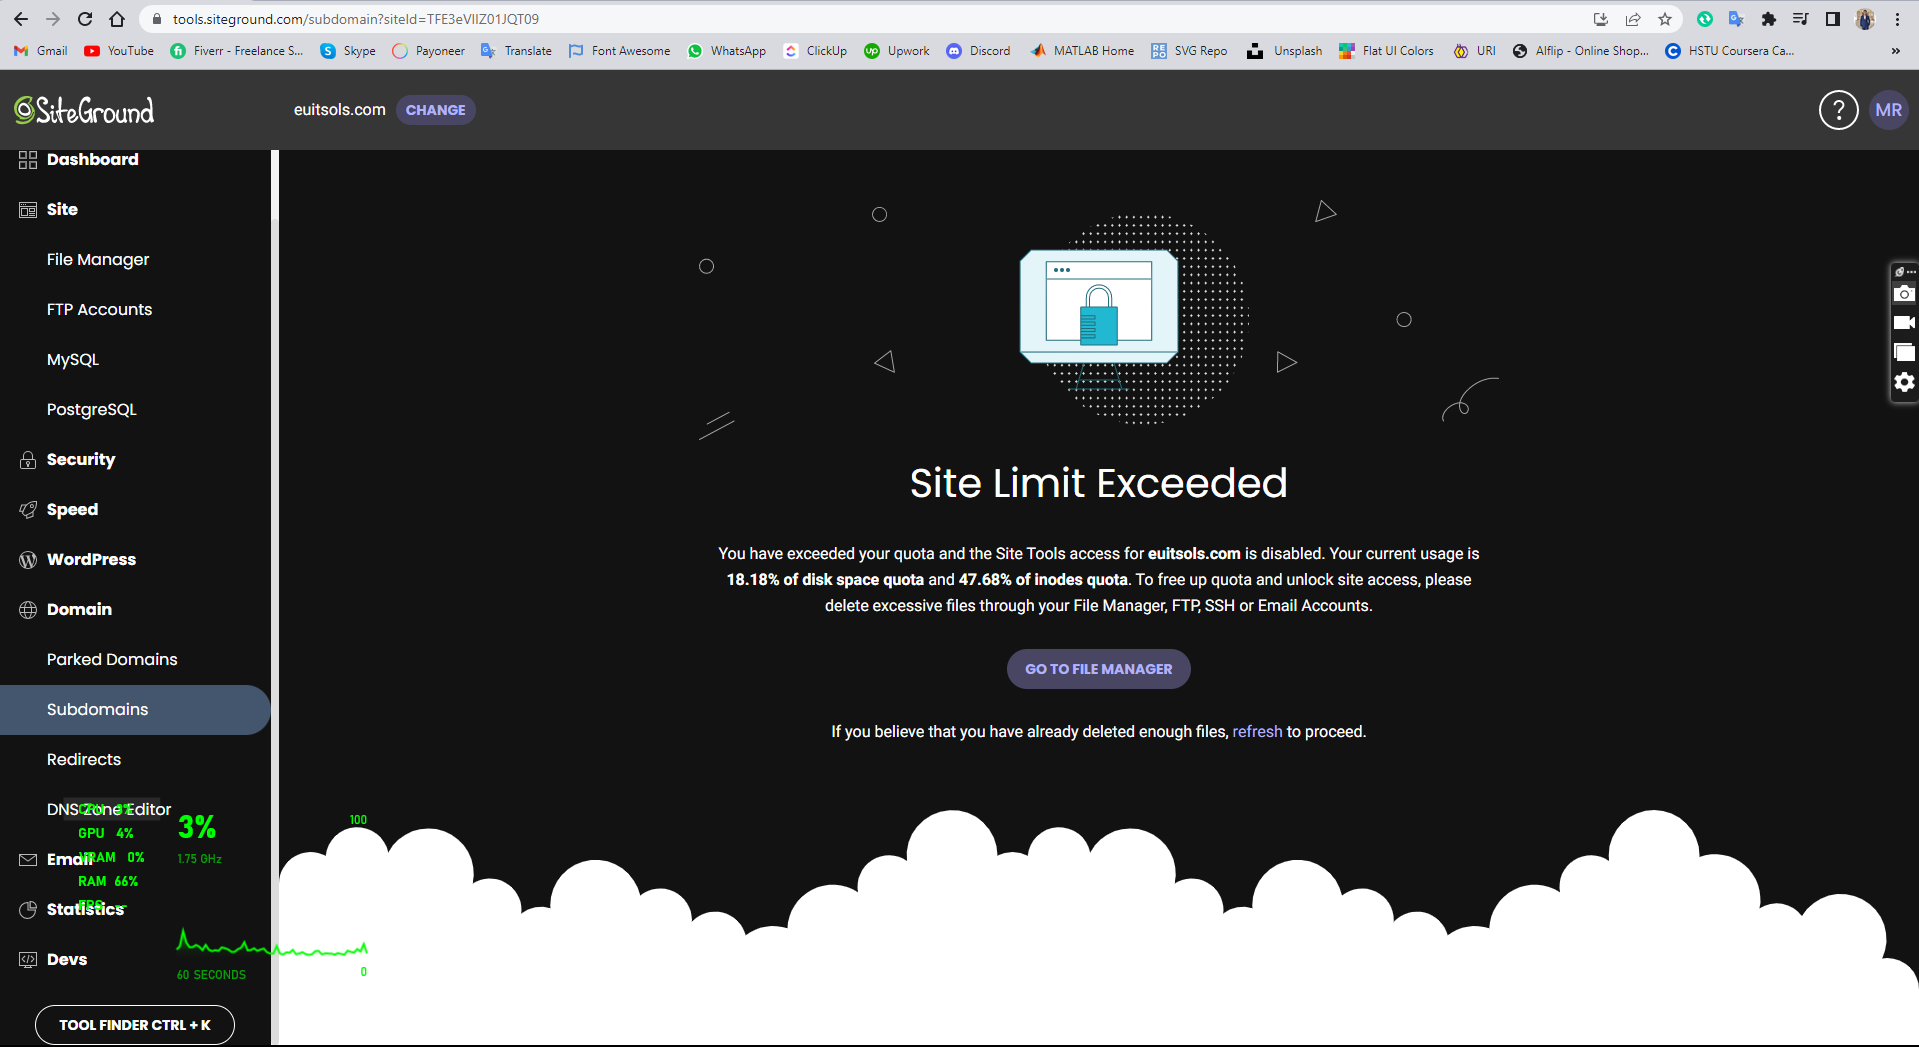 tools.siteground.com/subdomain?siteId=TFE3eVIlZ01JQT09
Gmail
YouTube
Fiverr - Freelance S...
Skype
Payoneer
Translate
Font Awesome
WhatsApp
ClickUp
Upwork
Discord
MATLAB Home
SVG Repo
Unsplash
Flat UI Colors
URI
Alflip - Online Shop...
HSTU Coursera Ca...
»
SiteGround
euitsols.com CHANGE
? MR
Dashboard
Site
File Manager
FTP Accounts
MySQL
PostgreSQL
Security
Speed
WordPress
Domain
Parked Domains
Subdomains
Redirects
DNS Zone Editor
Email
Statistics
Devs
TOOL FINDER CTRL + K
CPU 3%
GPU 4%
VRAM 0%
RAM 66%
FPS --
3%
1.75 GHz
100
0
60 SECONDS
Site Limit Exceeded
You have exceeded your quota and the Site Tools access for euitsols.com is disabled. Your current usage is
18.18% of disk space quota and 47.68% of inodes quota. To free up quota and unlock site access, please
delete excessive files through your File Manager, FTP, SSH or Email Accounts.
GO TO FILE MANAGER
If you believe that you have already deleted enough files, refresh to proceed.